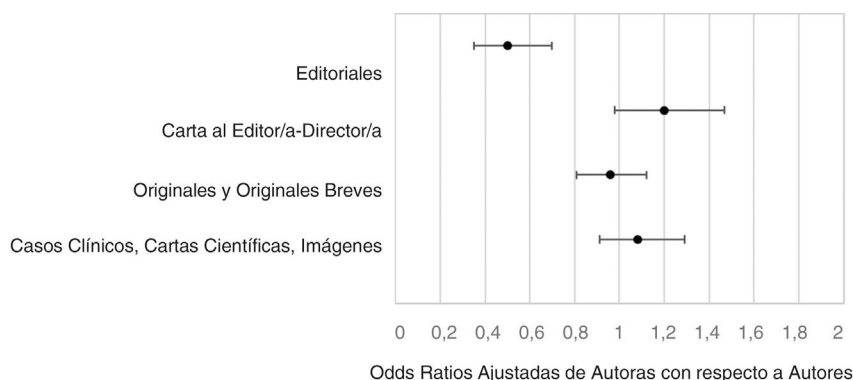 Editoriales
Carta al Editor/a-Director/a
Originales y Originales Breves
Casos Clínicos, Cartas Científicas, Imágenes
0 0,2 0,4 0,6 0,8 1 1,2 1,4 1,6 1,8 2
Odds Ratios Ajustadas de Autoras con respecto a Autores